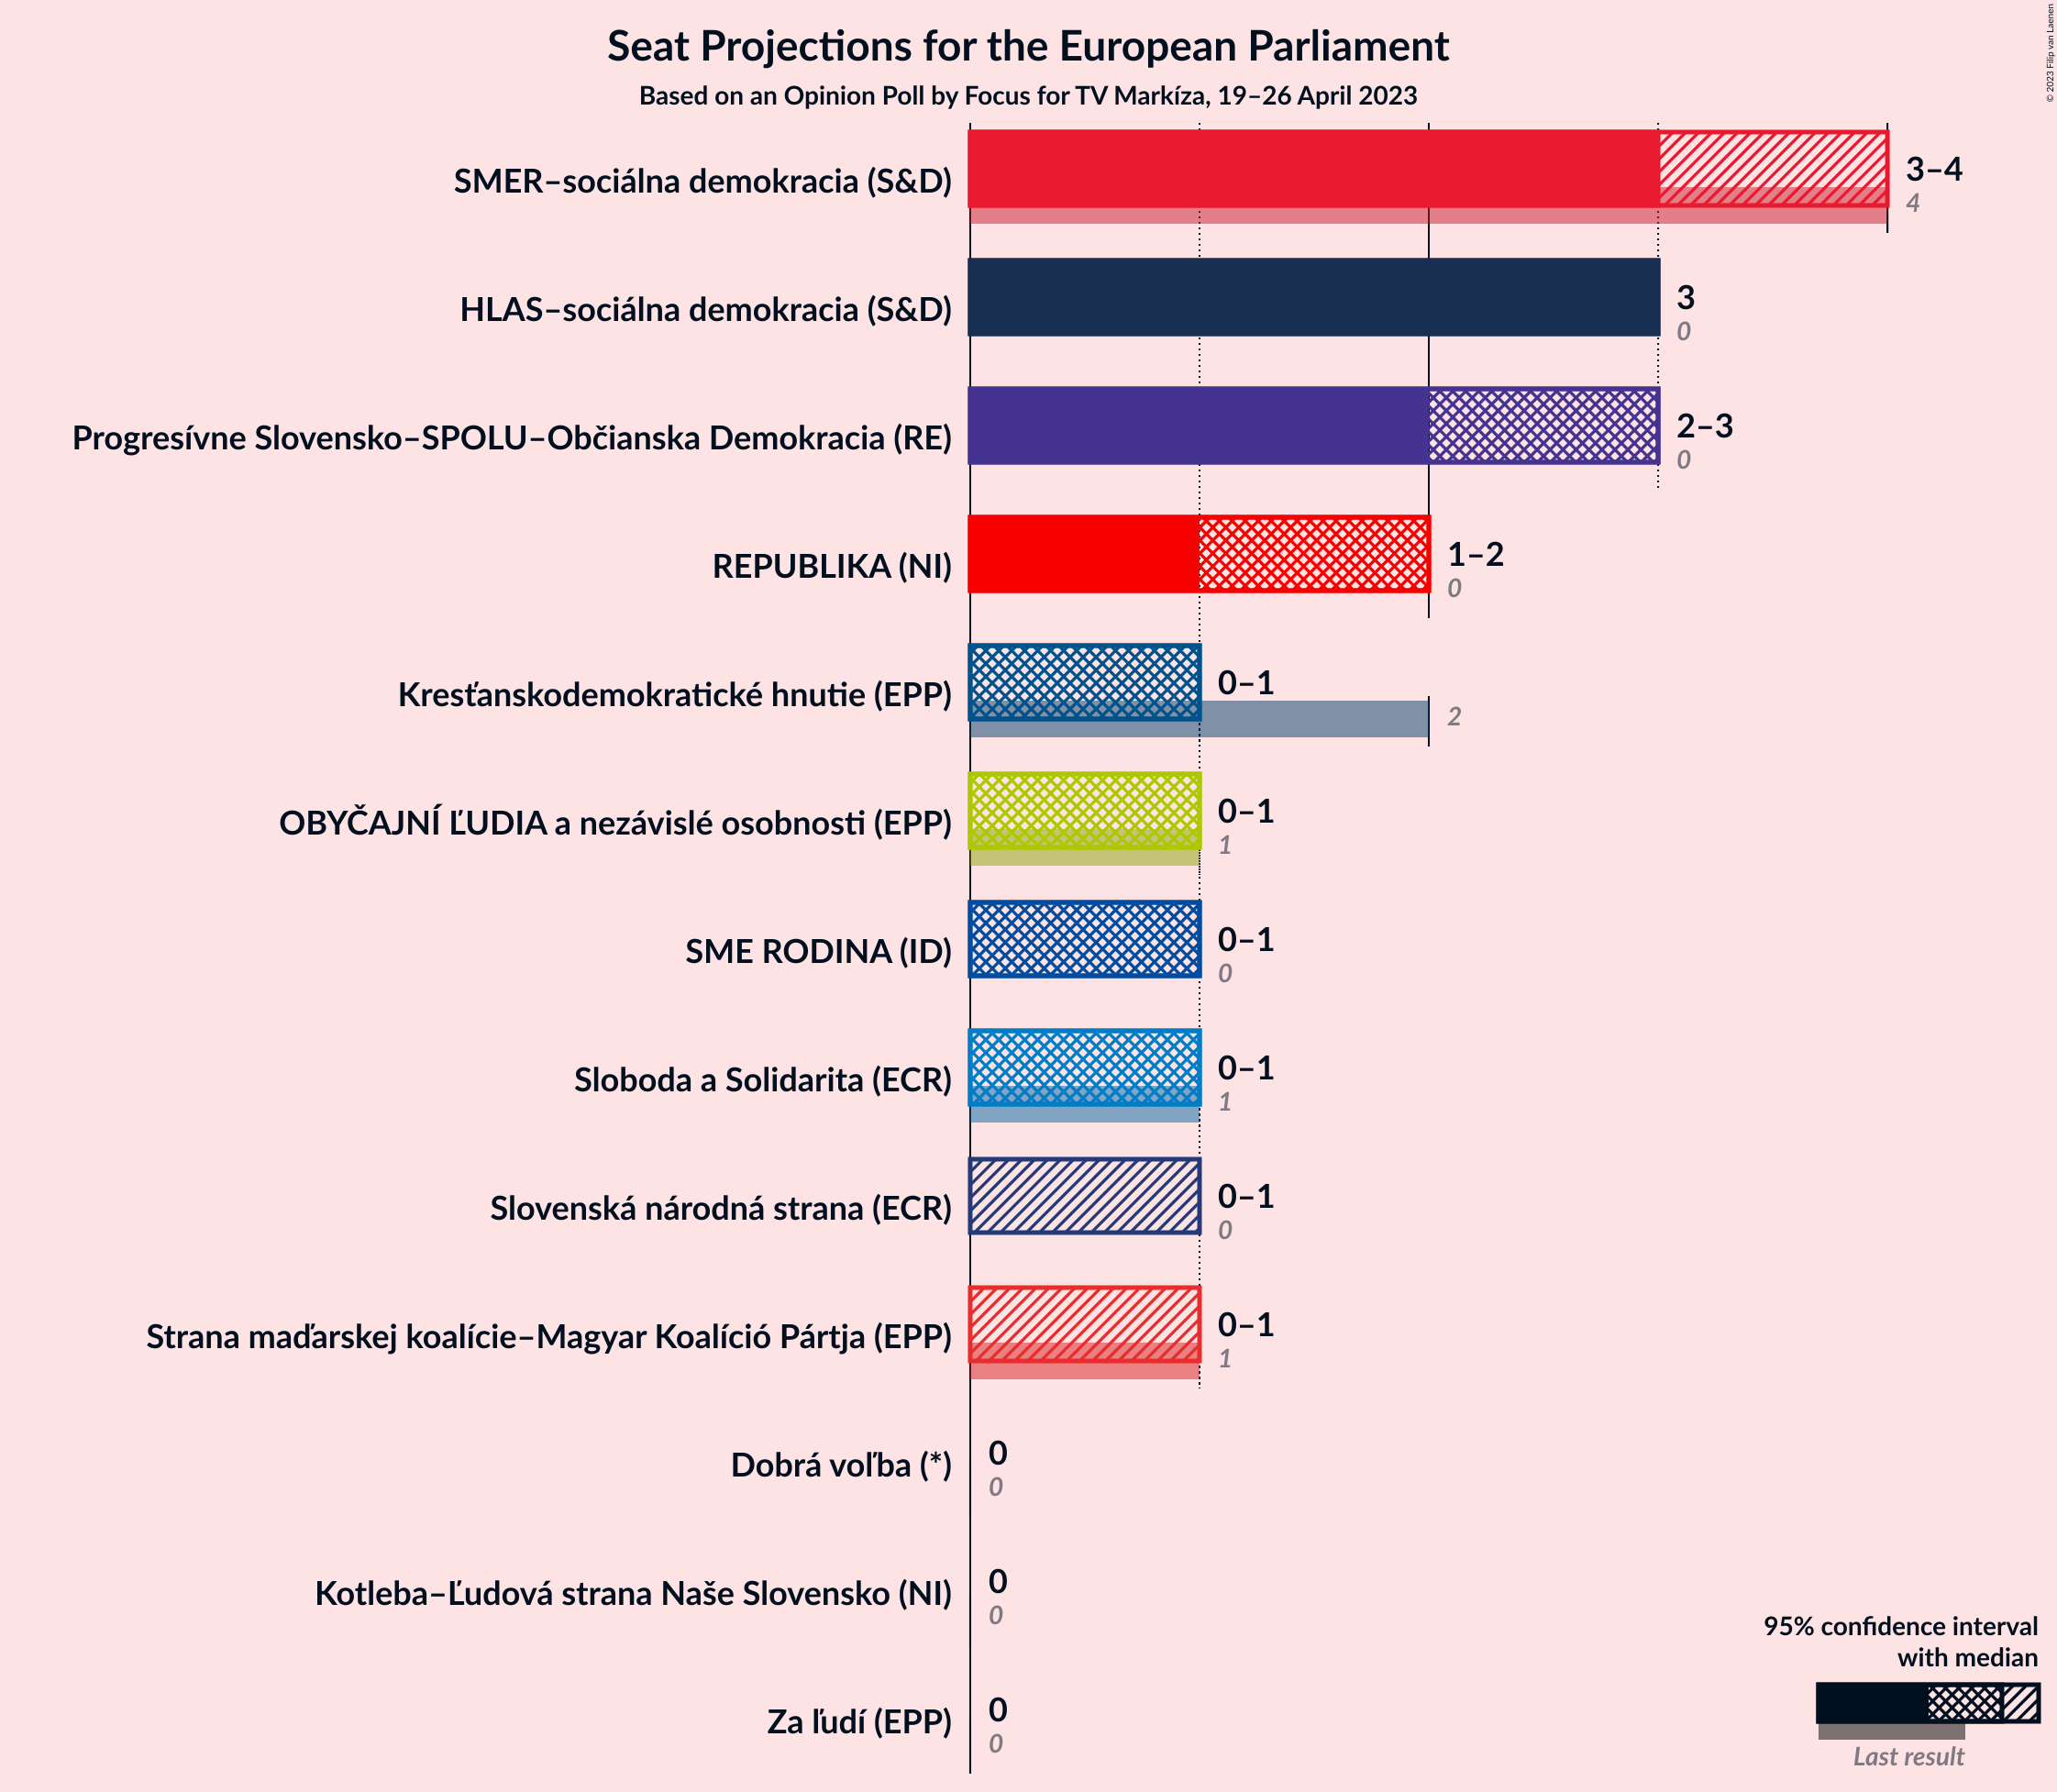 Seat Projections for the European Parliament
Based on an Opinion Poll by Focus for TV Markíza, 19–26 April 2023
© 2023 Filip van Laenen
SMER–sociálna demokracia (S&D)
3–4
4
HLAS–sociálna demokracia (S&D)
3
0
Progresívne Slovensko–SPOLU–Občianska Demokracia (RE)
2–3
0
REPUBLIKA (NI)
1–2
0
Kresťanskodemokratické hnutie (EPP)
0–1
2
OBYČAJNÍ ĽUDIA a nezávislé osobnosti (EPP)
0–1
1
SME RODINA (ID)
0–1
0
Sloboda a Solidarita (ECR)
0–1
1
Slovenská národná strana (ECR)
0–1
0
Strana maďarskej koalície–Magyar Koalíció Pártja (EPP)
0–1
1
Dobrá voľba (*)
0
0
Kotleba–Ľudová strana Naše Slovensko (NI)
0
0
Za ľudí (EPP)
0
0
95% confidence interval
with median
Last result